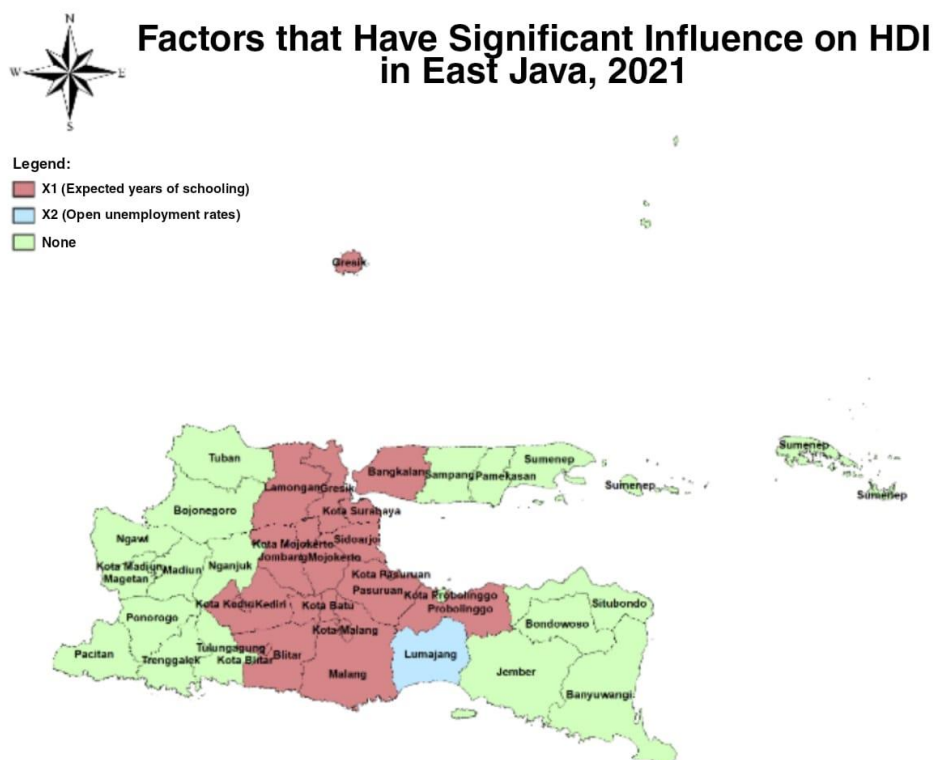 N
Factors that Have Significant Influence on HDI
in East Java, 2021
W
E
S
Legend:
X1 (Expected years of schooling)
X2 (Open unemployment rates)
None
Gresik
Sumenep
Tuban
Bangkalan
Sampang
Pamekasan
Sumenep
Sumenep
Sumenep
Lamongan
Gresik
Bojonegoro
Kota Surabaya
Ngawi
Kota Mojokerto
Sidoarjo
Jombang
Mojokerto
Kota Madiun
Madiun
Nganjuk
Magetan
Kota Pasuruan
Pasuruan
Kota Probolinggo
Probolinggo
Kota Kediri
Kediri
Kota Batu
Situbondo
Ponorogo
Bondowoso
Kota Malang
Pacitan
Trenggalek
Tulungagung
Kota Blitar
Blitar
Lumajang
Malang
Jember
Banyuwangi